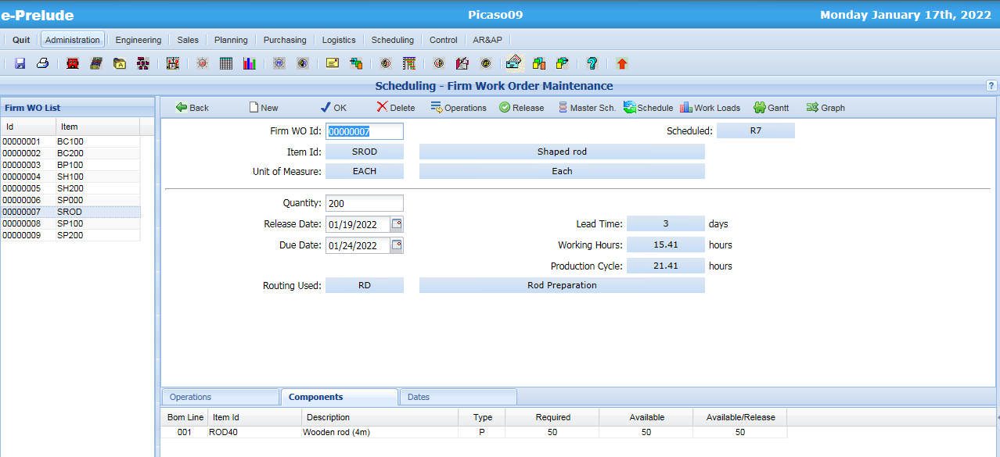 e-Prelude Picaso09 Monday January 17th, 2022
Quit Administration Engineering Sales Planning Purchasing Logistics Scheduling Control AR&AP
Scheduling - Firm Work Order Maintenance ?
Firm WO List
Back New OK Delete Operations Release Master Sch. Schedule Work Loads Gantt Graph
Id Item
00000001 BC100
00000002 BC200
00000003 BP100
00000004 SH100
00000005 SH200
00000006 SP000
00000007 SROD
00000008 SP100
00000009 SP200
Firm WO Id: 00000007 Scheduled: R7
Item Id: SROD Shaped rod
Unit of Measure: EACH Each
Quantity: 200
Release Date: 01/19/2022 Lead Time: 3 days
Due Date: 01/24/2022 Working Hours: 15.41 hours
Production Cycle: 21.41 hours
Routing Used: RD Rod Preparation
Operations Components Dates
Bom Line Item Id Description Type Required Available Available/Release
001 ROD40 Wooden rod (4m) P 50 50 50